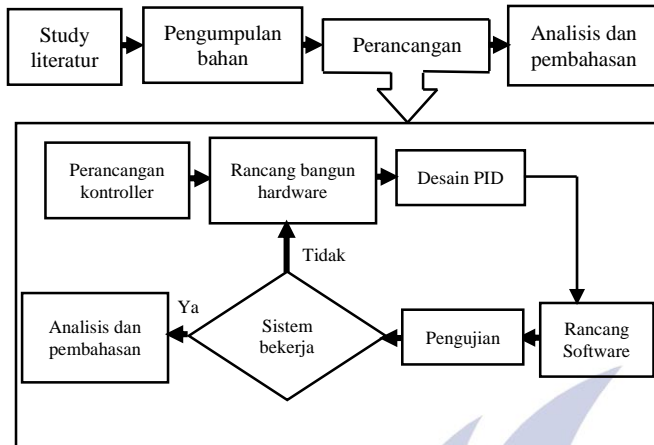 Study
literatur
Pengumpulan
bahan
Perancangan
Analisis dan
pembahasan
Perancangan
kontroller
Rancang bangun
hardware
Desain PID
Tidak
Ya
Analisis dan
pembahasan
Sistem
bekerja
Pengujian
Rancang
Software